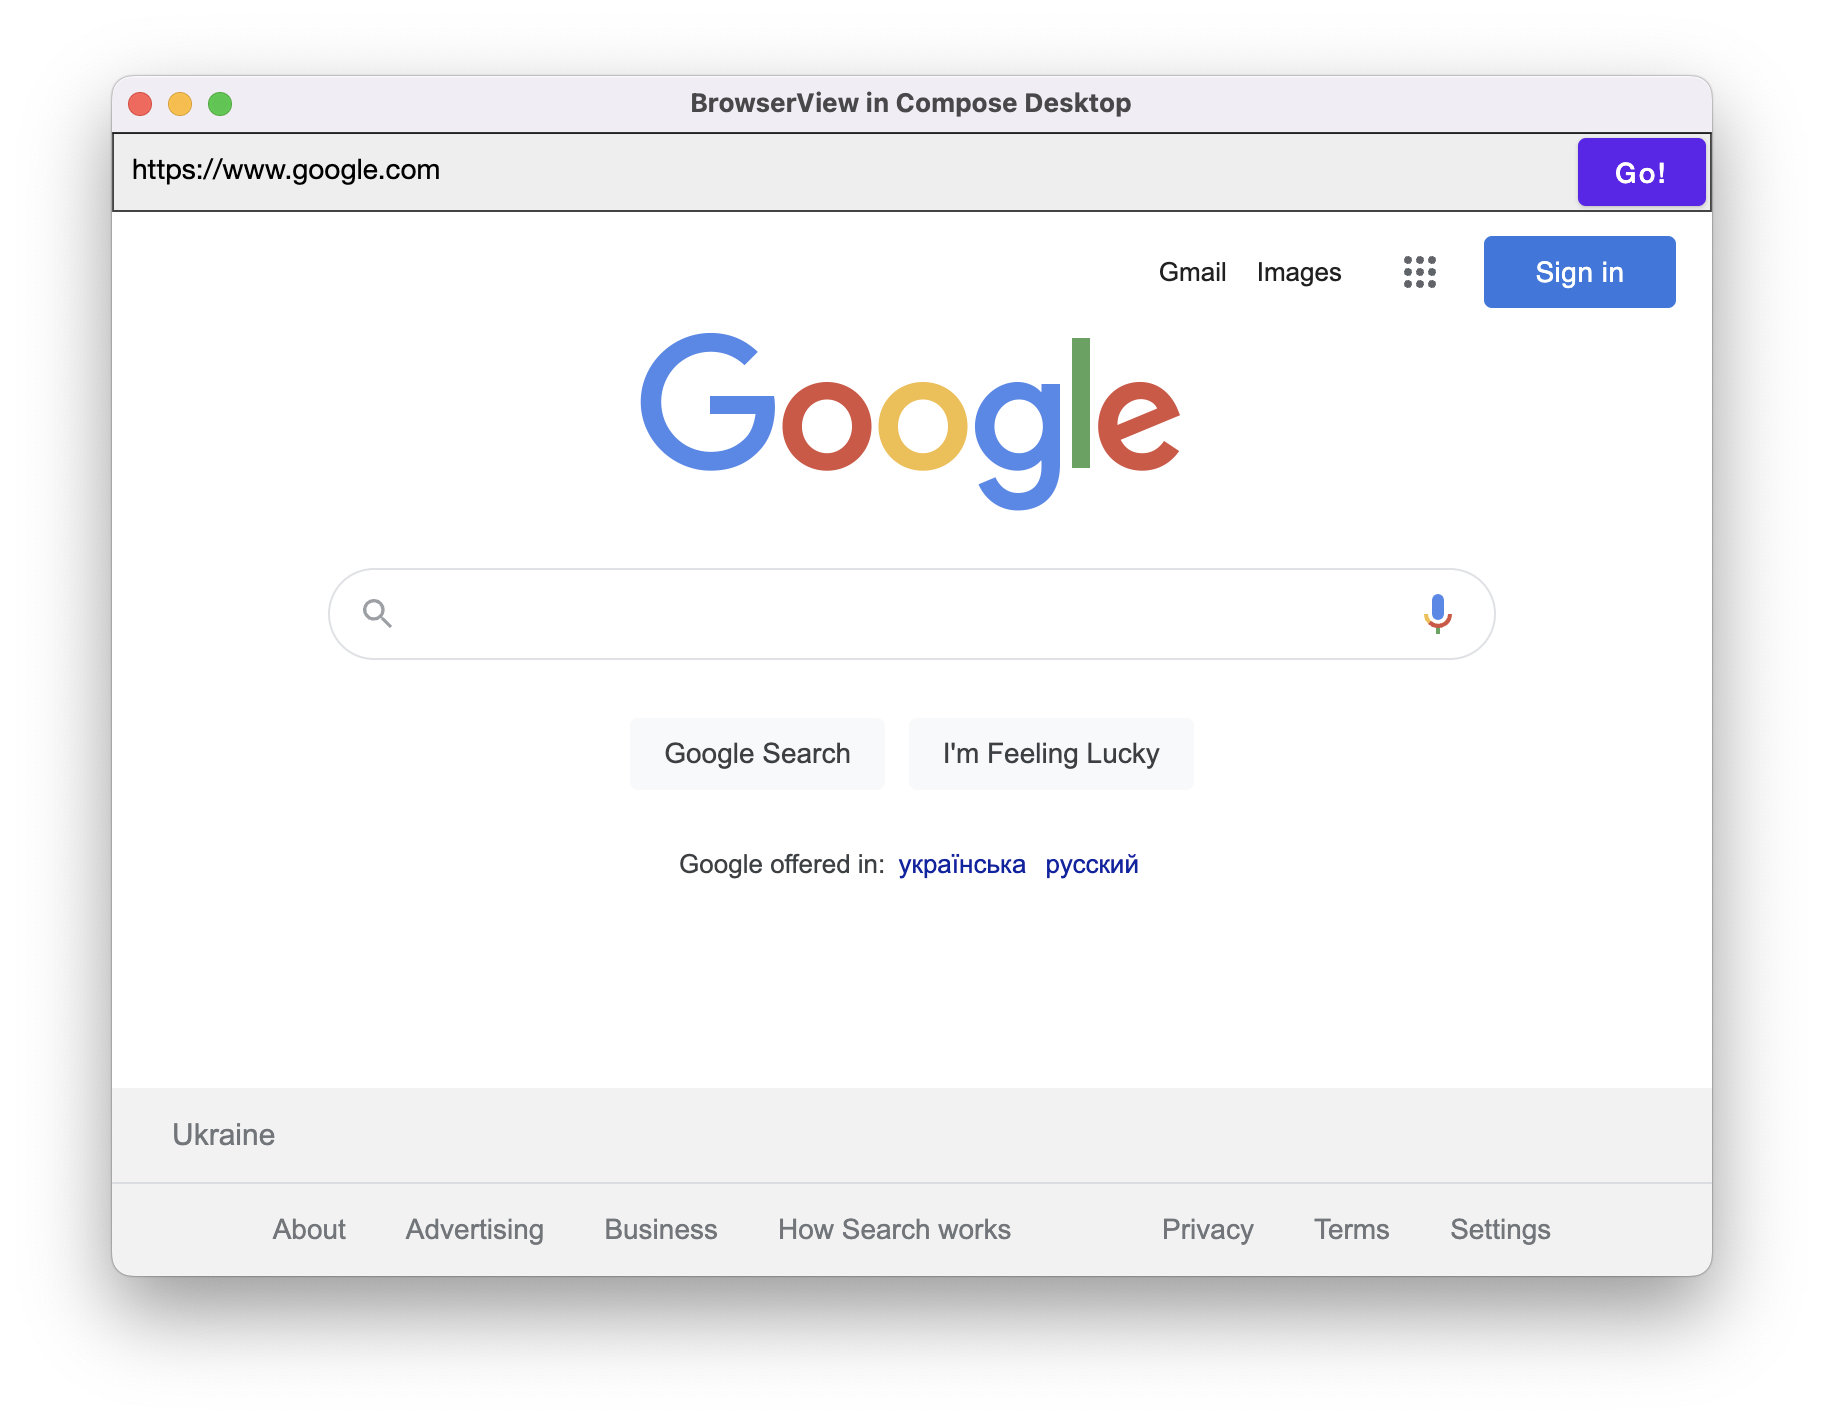 BrowserView in Compose Desktop
https://www.google.com Go!
Gmail Images Sign in
Google
Google Search I'm Feeling Lucky
Google offered in: українська русский
Ukraine
About Advertising Business How Search works Privacy Terms Settings